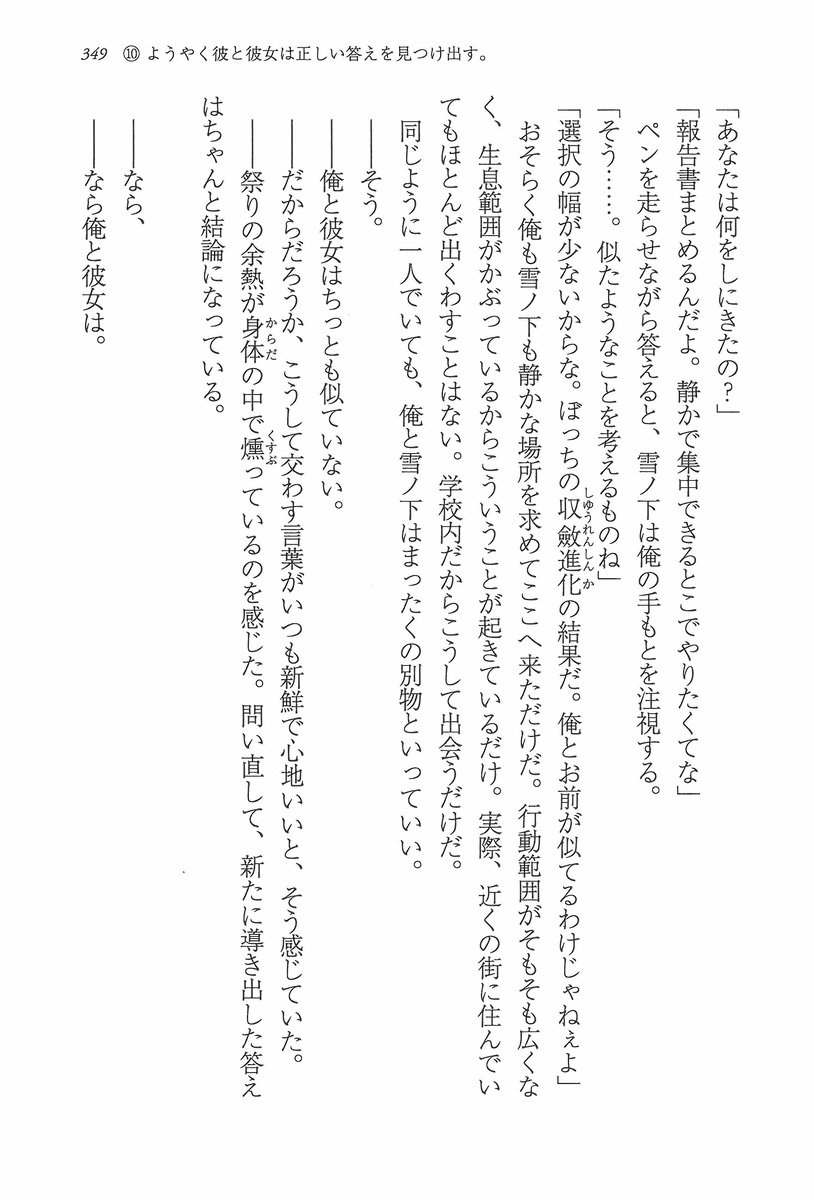 349 ⑩ ようやく彼と彼女は正しい答えを見つけ出す。
「あなたは何をしにきたの？」
「報告書まとめるんだよ。静かで集中できるとこでやりたくてな」
ペンを走らせながら答えると、雪ノ下は俺の手もとを注視する。
「そう……。似たようなことを考えるものね」
「選択の幅が少ないからな。ぼっちの収斂進化の結果だ。俺とお前が似てるわけじゃねぇよ」
しゆうれんしんか
おそらく俺も雪ノ下も静かな場所を求めてここへ来ただけだ。行動範囲がそもそも広くな
く、生息範囲がかぶっているからこういうことが起きているだけ。実際、近くの街に住んでい
てもほとんど出くわすことはない。学校内だからこうして出会うだけだ。
同じように一人でいても、俺と雪ノ下はまったくの別物といっていい。
――そう。
――俺と彼女はちっとも似ていない。
――だからだろうか、こうして交わす言葉がいつも新鮮で心地いいと、そう感じていた。
――祭りの余熱が身体の中で燻っているのを感じた。問い直して、新たに導き出した答え
からだ
くすぶ
はちゃんと結論になっている。
――なら、
――なら俺と彼女は。